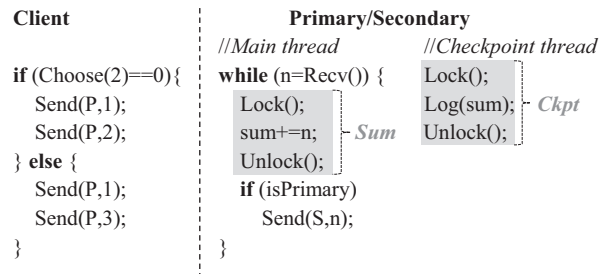 Client
if (Choose(2)==0){
Send(P,1);
Send(P,2);
} else {
Send(P,1);
Send(P,3);
}
Primary/Secondary
//Main thread
while (n=Recv()) {
Lock();
sum+=n;
Unlock();
Sum
if (isPrimary)
Send(S,n);
}
//Checkpoint thread
Lock();
Log(sum);
Unlock();
Ckpt